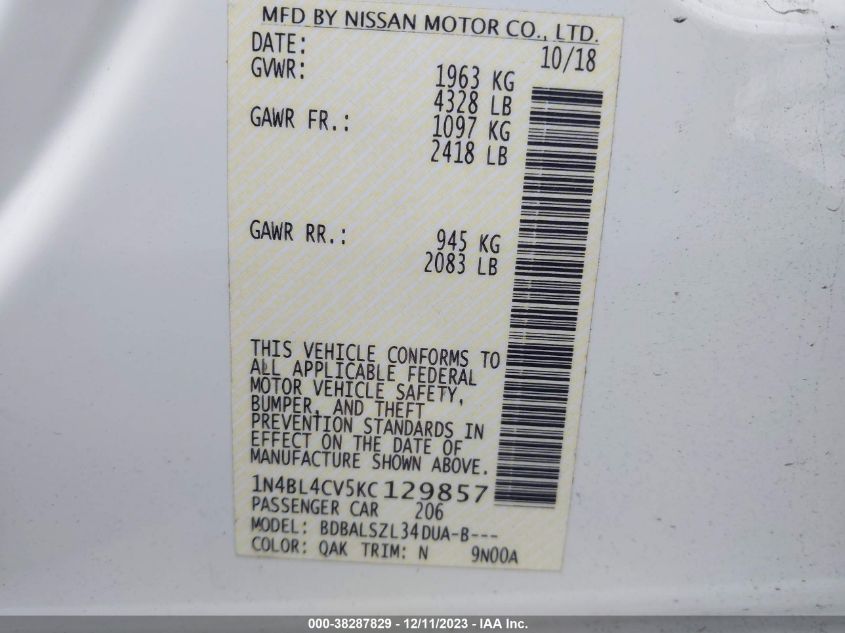 MFD BY NISSAN MOTOR CO., LTD.
DATE: 10/18
GVWR: 1963 KG
4328 LB
GAWR FR.: 1097 KG
2418 LB
GAWR RR.: 945 KG
2083 LB
THIS VEHICLE CONFORMS TO
ALL APPLICABLE FEDERAL
MOTOR VEHICLE SAFETY,
BUMPER, AND THEFT
PREVENTION STANDARDS IN
EFFECT ON THE DATE OF
MANUFACTURE SHOWN ABOVE.
1N4BL4CV5KC129857
PASSENGER CAR 206
MODEL: BDBALSZL34DUA-B---
COLOR: QAK TRIM: N 9N00A
000-38287829 - 12/11/2023 - IAA Inc.